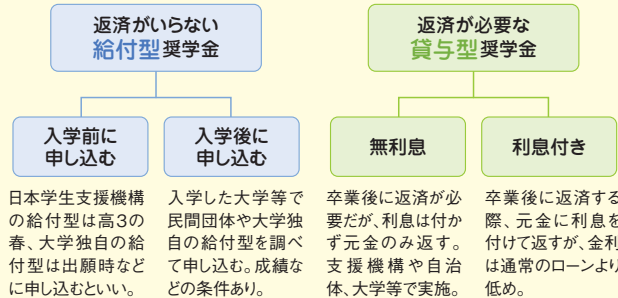 返済がいらない
給付型奨学金
返済が必要な
貸与型奨学金
入学前に
申し込む
入学後に
申し込む
無利息
利息付き
日本学生支援機構
の給付型は高3の
春、大学独自の給
付型は出願時など
に申し込むといい。
入学した大学等で
民間団体や大学独
自の給付型を調べ
て申し込む。成績な
どの条件あり。
卒業後に返済が必
要だが、利息は付か
ず元金のみ返す。
支援機構や自治
体、大学等で実施。
卒業後に返済する
際、元金に利息を
付けて返すが、金利
は通常のローンより
低め。